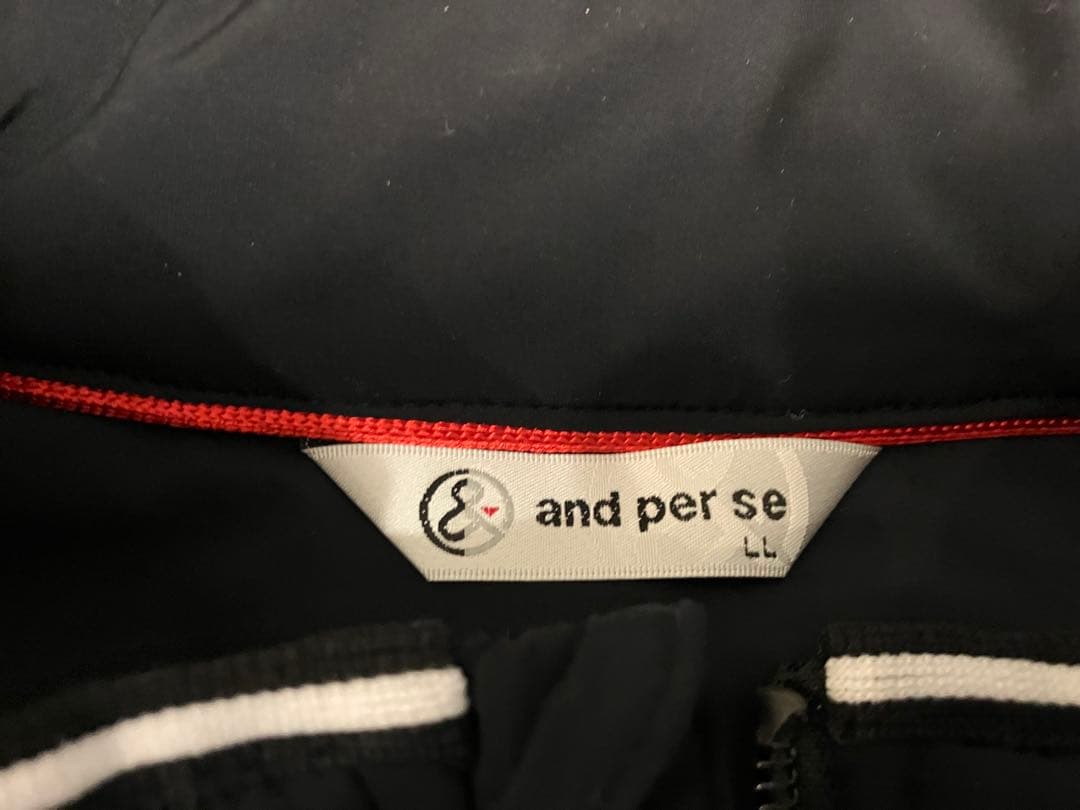 & and per se
LL